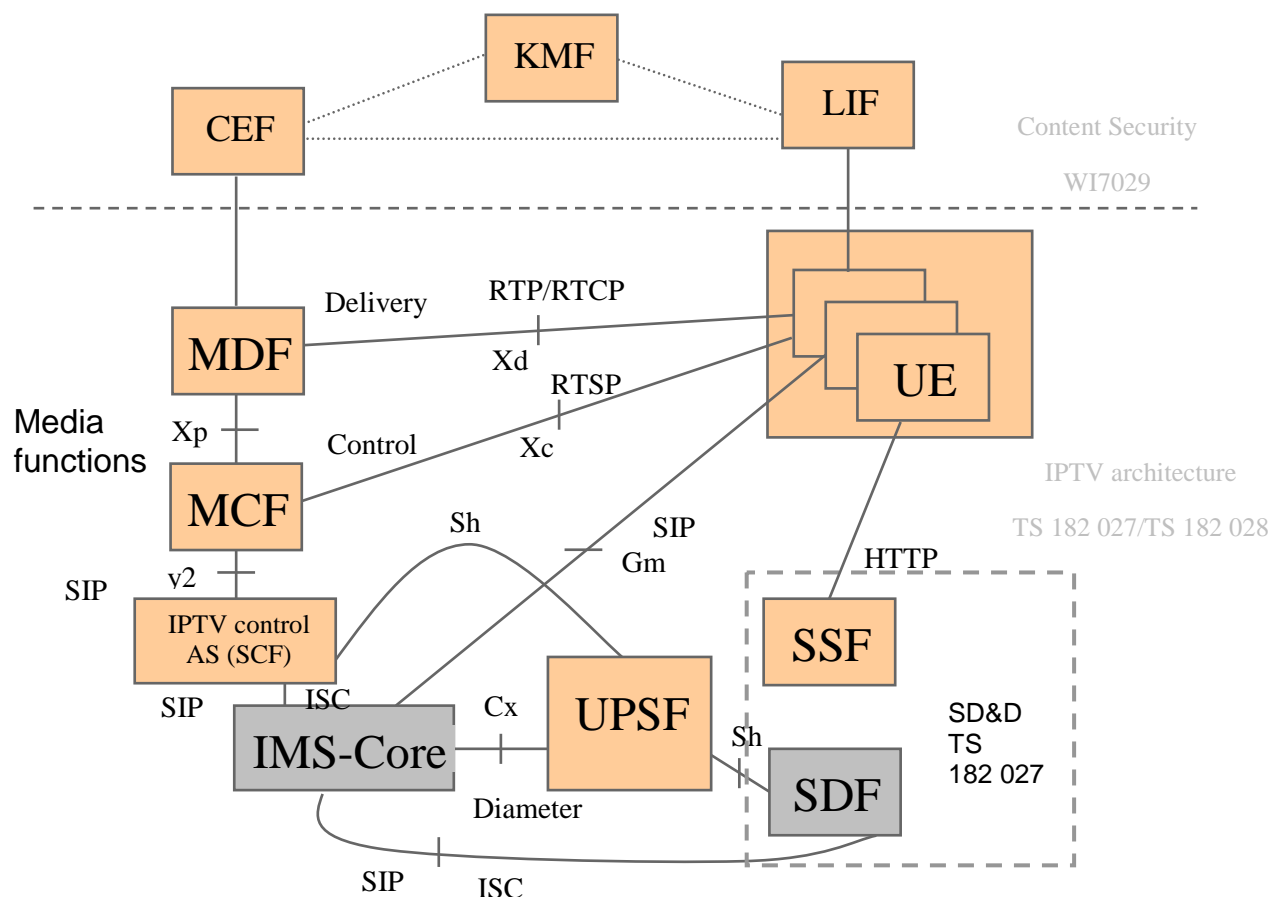 KMF
CEF
LIF
Content Security
WI7029
Delivery
RTP/RTCP
MDF
Xd
RTSP
UE
Media
functions
Xp
Control
Xc
IPTV architecture
MCF
Sh
SIP
TS 182 027/TS 182 028
Gm
HTTP
SIP
y2
IPTV control
AS (SCF)
SSF
SIP
ISC
Cx
UPSF
SD&D
TS
182 027
IMS-Core
Sh
SDF
Diameter
SIP
ISC